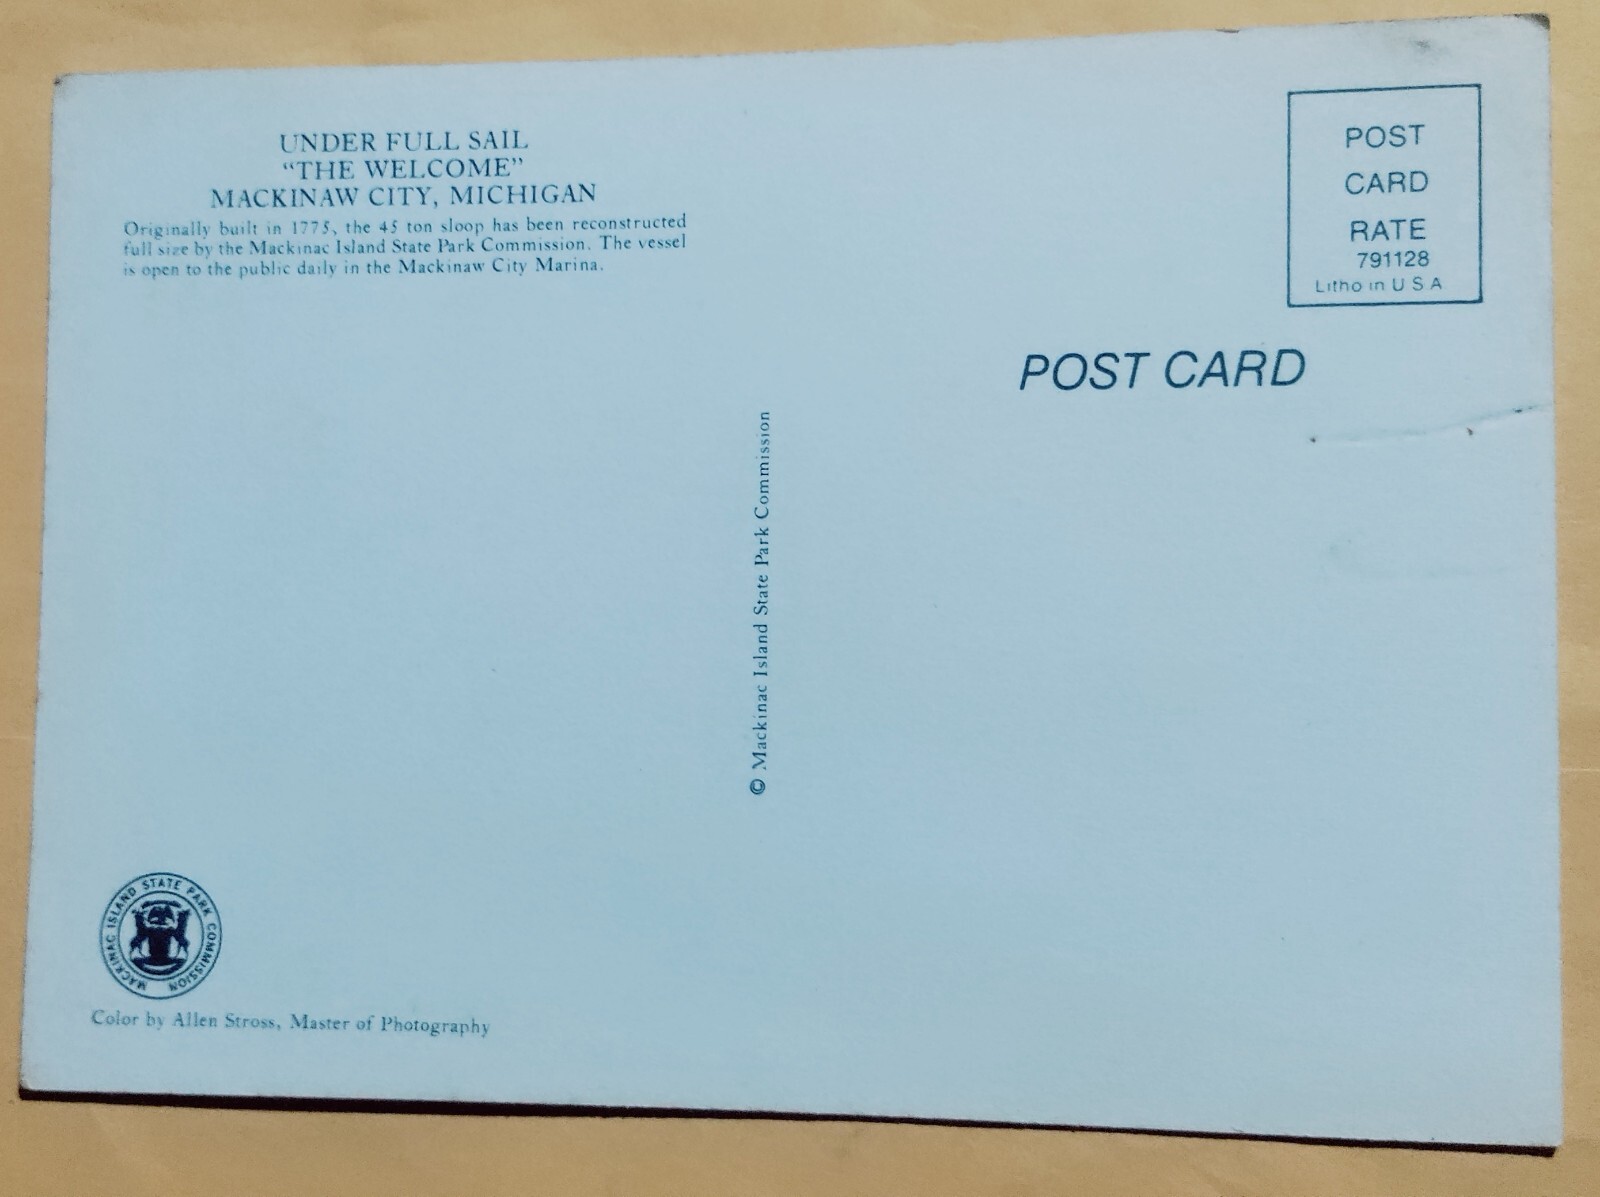 UNDER FULL SAIL
“THE WELCOME”
MACKINAW CITY, MICHIGAN
Originally built in 1775, the 45 ton sloop has been reconstructed
full size by the Mackinac Island State Park Commission. The vessel
is open to the public daily in the Mackinaw City Marina.
POST
CARD
RATE
791128
Litho in U S A
POST CARD
© Mackinac Island State Park Commission
MACKINAC ISLAND STATE PARK COMMISSION
Color by Allen Stross, Master of Photography